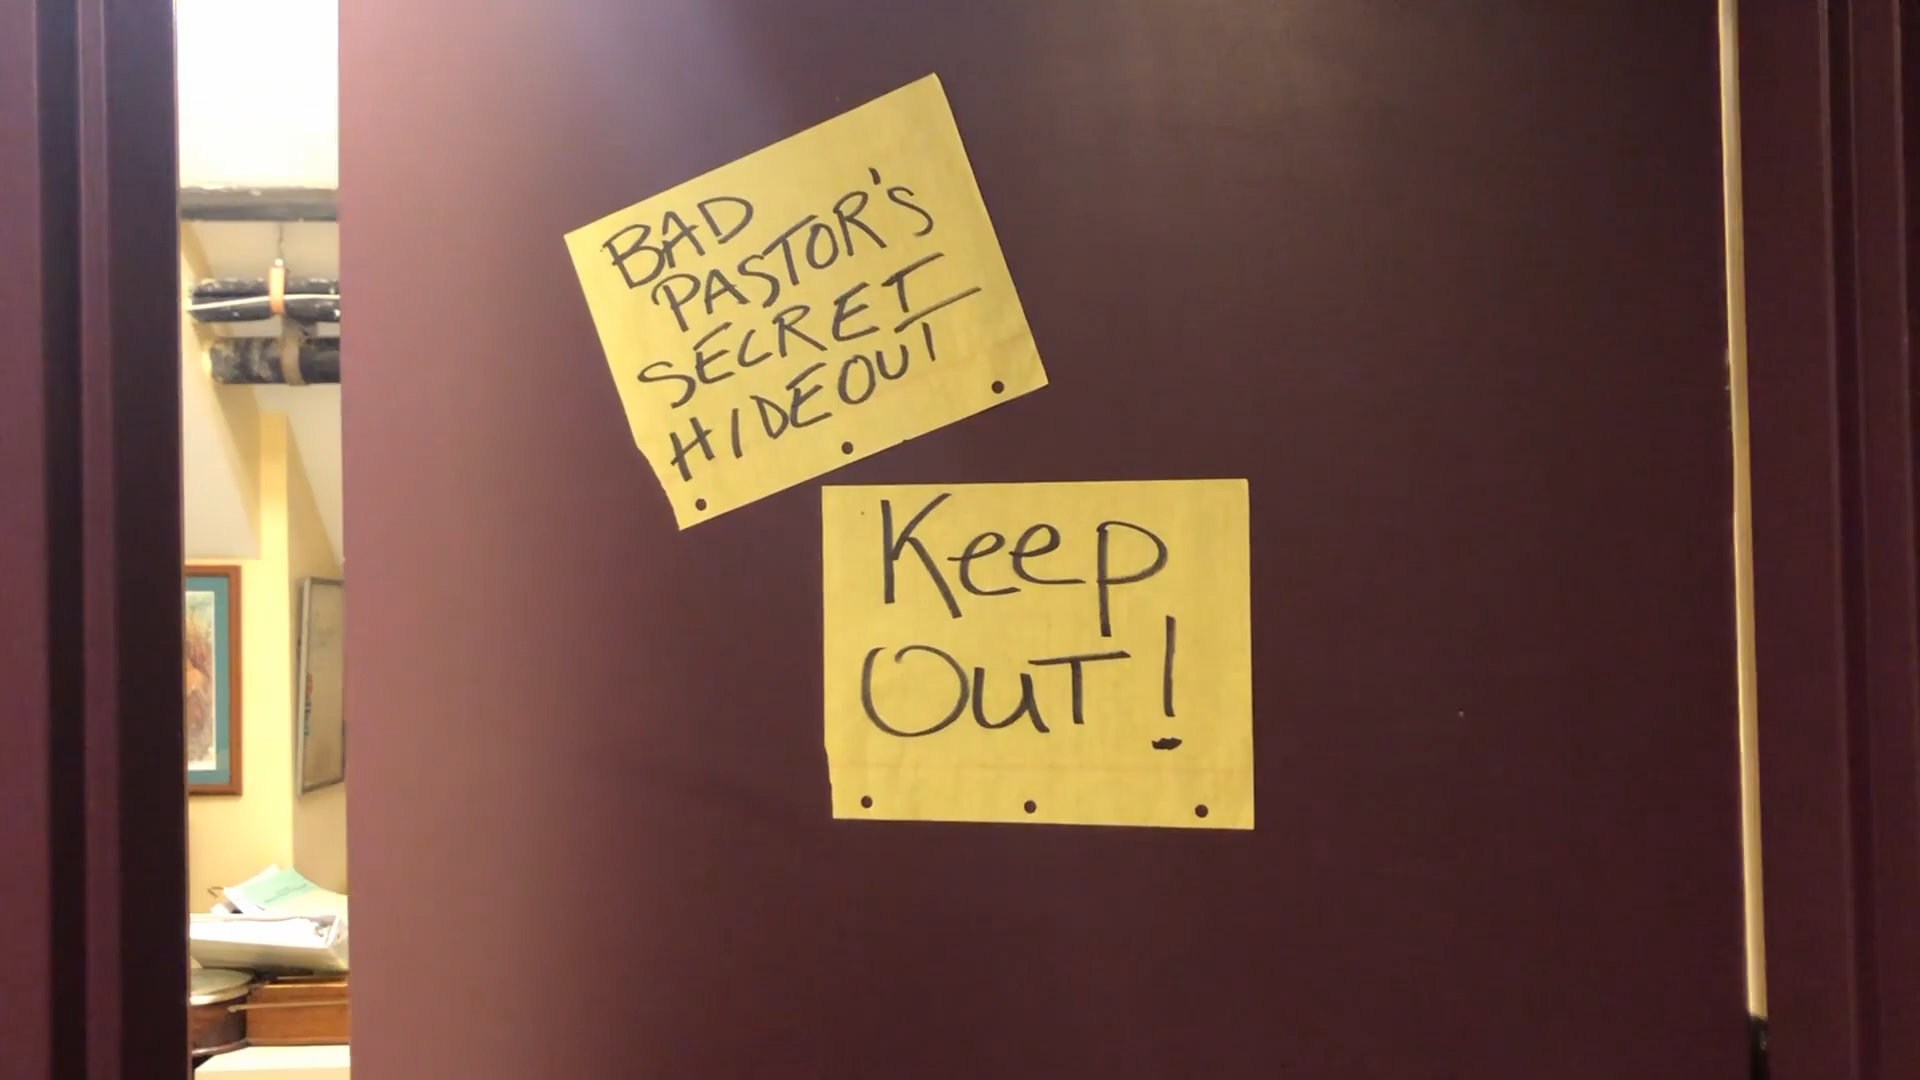 BAD
PASTOR'S
SECRET
HIDEOUT
Keep
OuT!